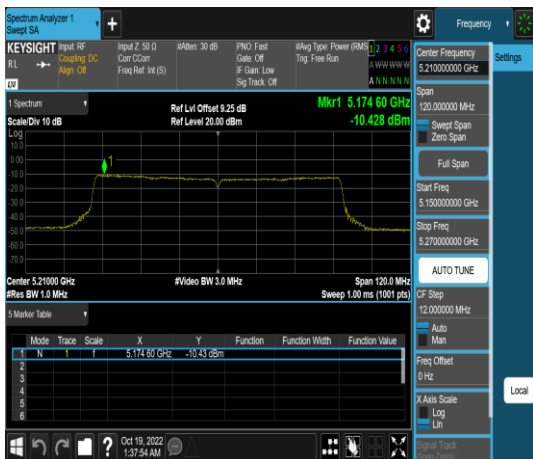 Spectrum Analyzer 1
Swept SA
+
Frequency
KEYSIGHT
Input: RF
Coupling: DC
Align: Off
Input Z: 50 Ω
Corr CCorr
Freq Ref: Int (S)
#Atten: 30 dB
PNO: Fast
Gate: Off
IF Gain: Low
Sig Track: Off
#Avg Type: Power (RMS
Trig: Free Run
1 2 3 4 5 6
A W W W W W
A N N N N N
R L
LXI
1 Spectrum
Scale/Div 10 dB
Ref Lvl Offset 9.25 dB
Ref Level 20.00 dBm
Mkr1 5.174 60 GHz
-10.428 dBm
Log
10.0
0.00
-10.0
-20.0
-30.0
-40.0
-50.0
-60.0
-70.0
1
Center 5.21000 GHz
#Res BW 1.0 MHz
#Video BW 3.0 MHz
Span 120.0 MHz
Sweep 1.00 ms (1001 pts)
5 Marker Table
Mode Trace Scale X Y Function Function Width Function Value
1 N 1 f 5.174 60 GHz -10.43 dBm
2
3
4
5
6
Oct 19, 2022
1:37:54 AM
Center Frequency
5.210000000 GHz
Settings
Span
120.000000 MHz
Swept Span
Zero Span
Full Span
Start Freq
5.150000000 GHz
Stop Freq
5.270000000 GHz
AUTO TUNE
CF Step
12.000000 MHz
Auto
Man
Freq Offset
0 Hz
X Axis Scale
Log
Lin
Local
Signal Track
(Span Zoom)